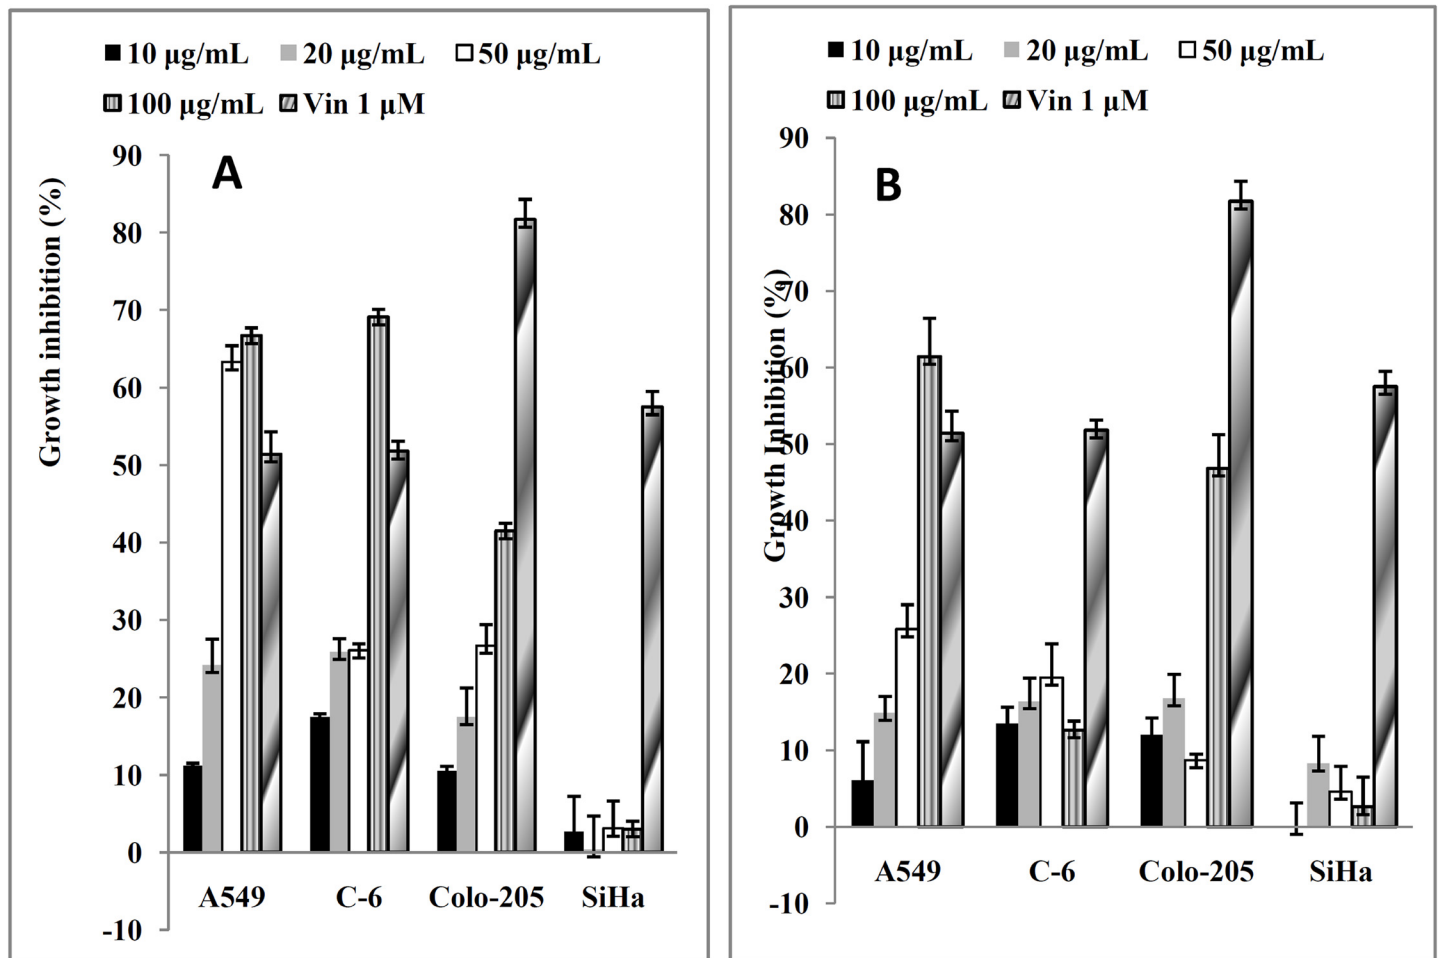 10 μg/mL 20 μg/mL 50 μg/mL
100 μg/mL Vin 1 μM
A
Growth inhibition (%)
90
80
70
60
50
40
30
20
10
0
-10
A549 C-6 Colo-205 SiHa
10 μg/mL 20 μg/mL 50 μg/mL
100 μg/mL Vin 1 μM
B
Growth Inhibition (%)
90
80
70
60
50
40
30
20
10
0
-10
A549 C-6 Colo-205 SiHa